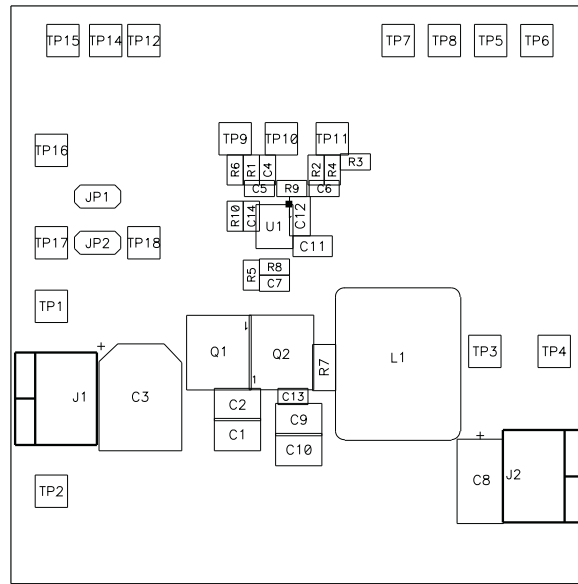 TP15 TP14 TP12 TP7 TP8 TP5 TP6
TP9 TP10 TP11
TP16 R6 R1 C4 R2 R4 R3
C5 R9 C6
JP1
R10 C14 U1 C12
TP17 JP2 TP18 C11
R5 R8
C7
TP1
+ 1
Q1 Q2 R7 L1 TP3 TP4
1
J1 C3 C2 C13
C9
C1 + 
C10
C8 J2
TP2